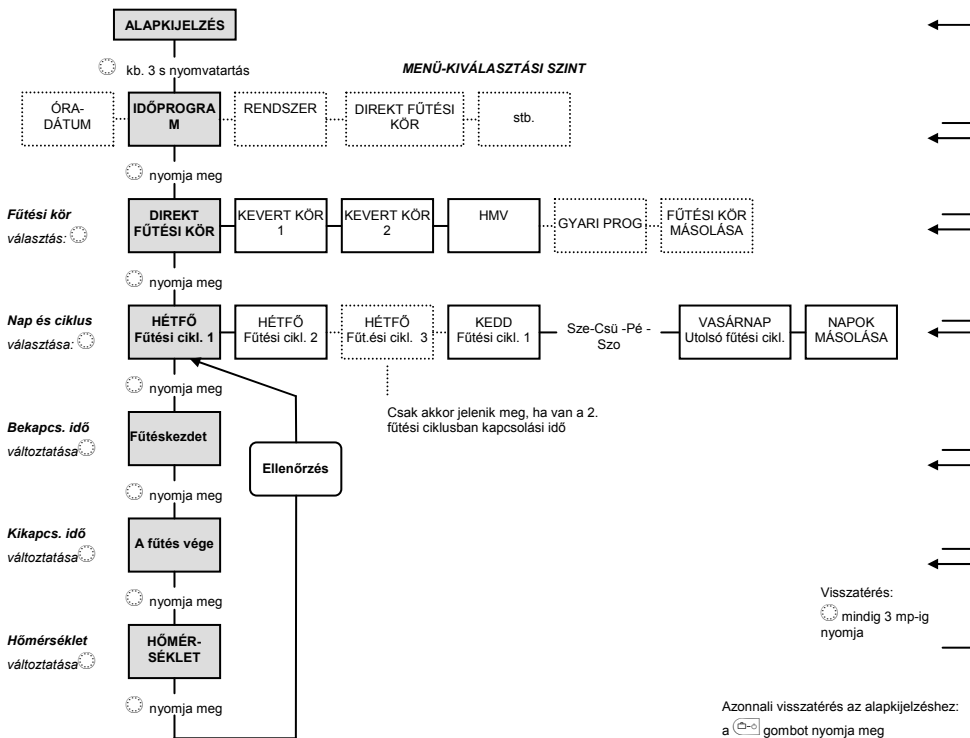 ALAPKIJELZÉS
kb. 3 s nyomvatartás
MENÜ-KIVÁLASZTÁSI SZINT
ÓRA-
DÁTUM
IDŐPROGRA
M
RENDSZER
DIREKT FŰTÉSI
KÖR
stb.
nyomja meg
Fűtési kör
választás:
DIREKT
FŰTÉSI KÖR
KEVERT KÖR
1
KEVERT KÖR
2
HMV
GYARI PROG
FŰTÉSI KÖR
MÁSOLÁSA
nyomja meg
Nap és ciklus
választása:
HÉTFŐ
Fűtési cikl. 1
HÉTFŐ
Fűtési cikl. 2
HÉTFŐ
Fűt.ési cikl. 3
KEDD
Fűtési cikl. 1
Sze-Csü -Pé -
Szo
VASÁRNAP
Utolsó fűtési cikl.
NAPOK
MÁSOLÁSA
nyomja meg
Csak akkor jelenik meg, ha van a 2.
fűtési ciklusban kapcsolási idő
Bekapcs. idő
változtatása
Fűtéskezdet
Ellenőrzés
nyomja meg
Kikapcs. idő
változtatása
A fűtés vége
nyomja meg
Visszatérés:
mindig 3 mp-ig
nyomja
Hőmérséklet
változtatása
HŐMÉR-
SÉKLET
nyomja meg
Azonnali visszatérés az alapkijelzéshez:
a gombot nyomja meg